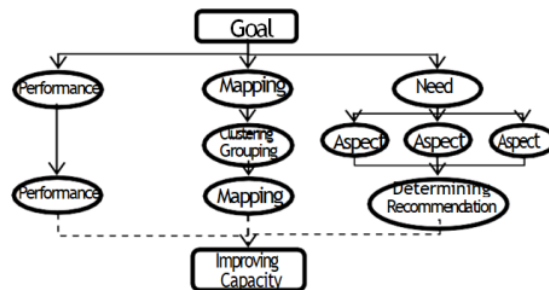 Goal
Performance
Mapping
Need
Clustering
Grouping
Aspect
Aspect
Aspect
Performance
Mapping
Determining
Recommendation
Improving
Capacity